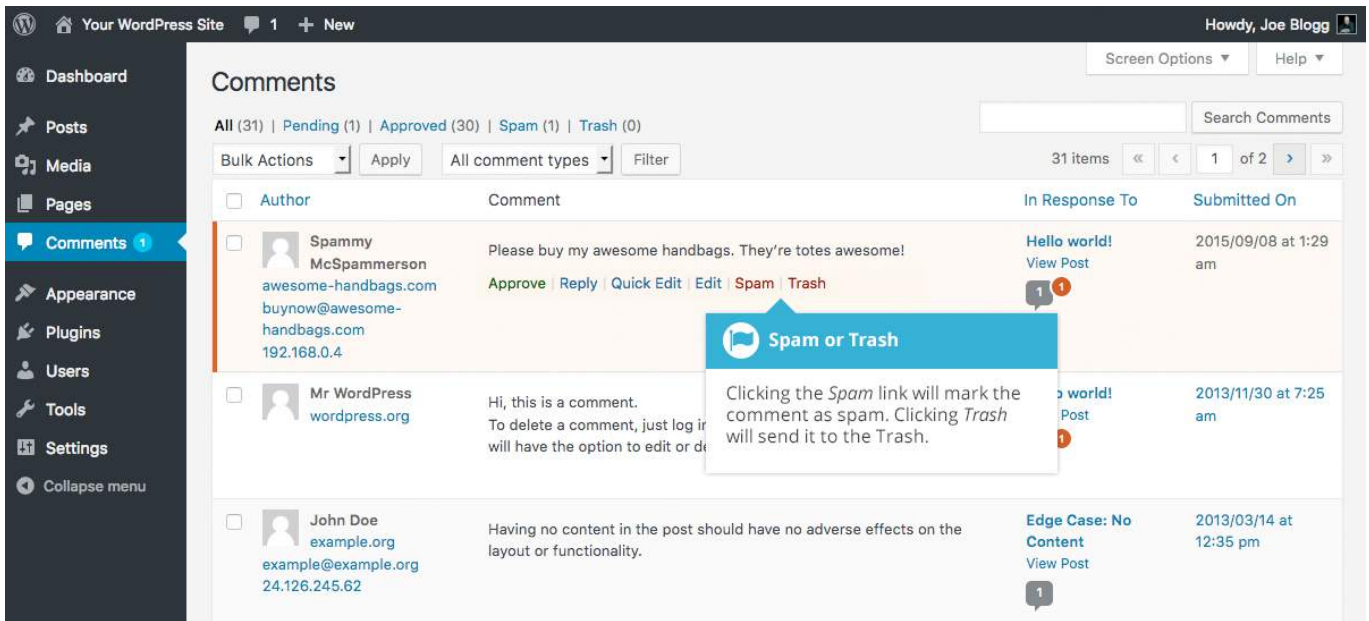 Your WordPress Site 1 + New Howdy, Joe Blogg
Screen Options ▼ Help ▼
Dashboard
Posts
Media
Pages
Comments 1
Appearance
Plugins
Users
Tools
Settings
Collapse menu
Comments
All (31) | Pending (1) | Approved (30) | Spam (1) | Trash (0)
Search Comments
Bulk Actions Apply All comment types Filter
31 items « ‹ 1 of 2 › »
Author Comment In Response To Submitted On
Spammy
McSpammerson
awesome-handbags.com
buynow@awesome-
handbags.com
192.168.0.4
Please buy my awesome handbags. They're totes awesome!
Approve | Reply | Quick Edit | Edit | Spam | Trash
Hello world!
View Post
1 1
2015/09/08 at 1:29
am
Spam or Trash
Clicking the Spam link will mark the
comment as spam. Clicking Trash
will send it to the Trash.
Mr WordPress
wordpress.org
Hi, this is a comment.
To delete a comment, just log
will have the option to edit or
world!
Post
1
2013/11/30 at 7:25
am
John Doe
example.org
example@example.org
24.126.245.62
Having no content in the post should have no adverse effects on the
layout or functionality.
Edge Case: No
Content
View Post
1
2013/03/14 at
12:35 pm